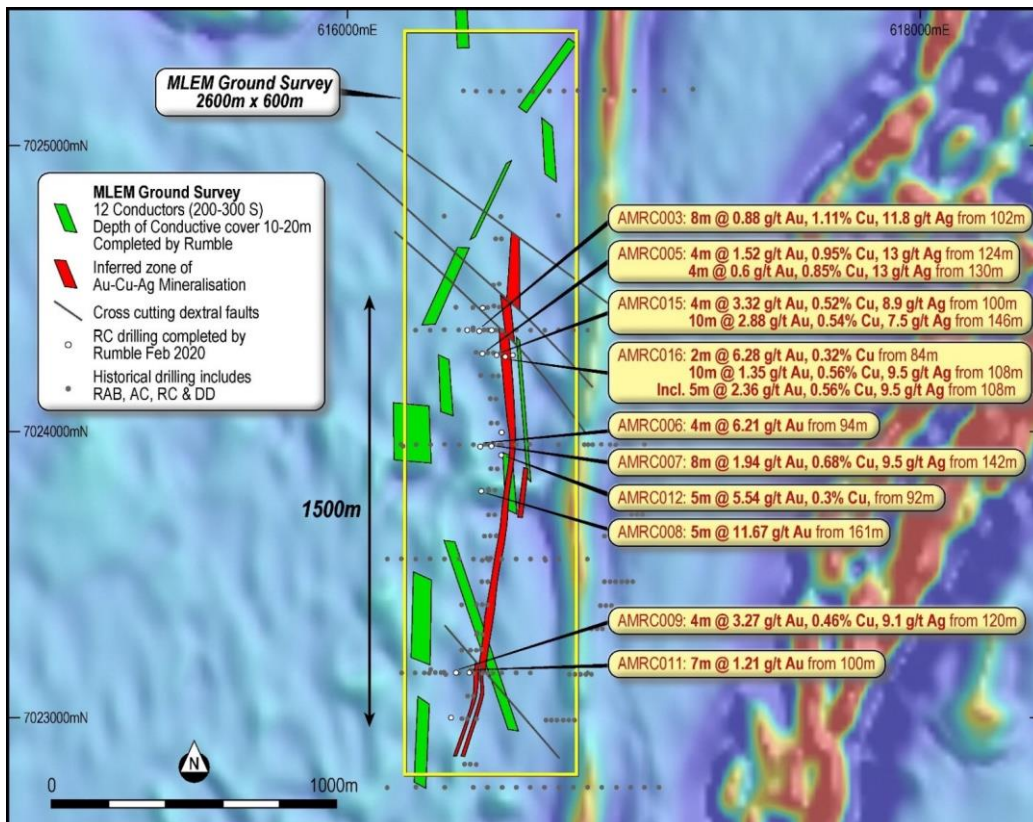 616000mE
618000mE
MLEM Ground Survey
2600m x 600m
7025000mN
MLEM Ground Survey
12 Conductors (200-300 S)
Depth of Conductive cover 10-20m
Completed by Rumble
Inferred zone of
Au-Cu-Ag Mineralisation
Cross cutting dextral faults
RC drilling completed by
Rumble Feb 2020
Historical drilling includes
RAB, AC, RC & DD
AMRC003: 8m @ 0.88 g/t Au, 1.11% Cu, 11.8 g/t Ag from 102m
AMRC005: 4m @ 1.52 g/t Au, 0.95% Cu, 13 g/t Ag from 124m
4m @ 0.6 g/t Au, 0.85% Cu, 13 g/t Ag from 130m
AMRC015: 4m @ 3.32 g/t Au, 0.52% Cu, 8.9 g/t Ag from 100m
10m @ 2.88 g/t Au, 0.54% Cu, 7.5 g/t Ag from 146m
AMRC016: 2m @ 6.28 g/t Au, 0.32% Cu from 84m
10m @ 1.35 g/t Au, 0.56% Cu, 9.5 g/t Ag from 108m
Incl. 5m @ 2.36 g/t Au, 0.56% Cu, 9.5 g/t Ag from 108m
7024000mN
AMRC006: 4m @ 6.21 g/t Au from 94m
AMRC007: 8m @ 1.94 g/t Au, 0.68% Cu, 9.5 g/t Ag from 142m
AMRC012: 5m @ 5.54 g/t Au, 0.3% Cu, from 92m
1500m
AMRC008: 5m @ 11.67 g/t Au from 161m
AMRC009: 4m @ 3.27 g/t Au, 0.46% Cu, 9.1 g/t Ag from 120m
AMRC011: 7m @ 1.21 g/t Au from 100m
7023000mN
N
0
1000m